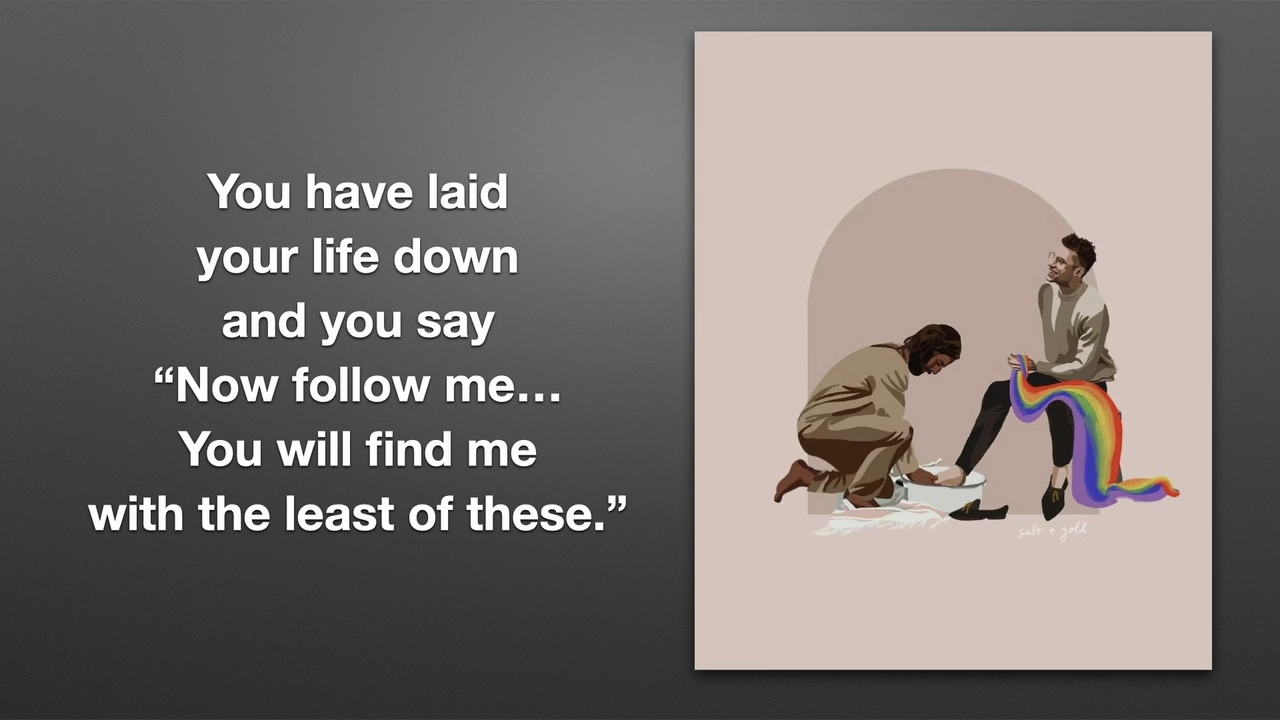 You have laid
your life down
and you say
“Now follow me…
You will find me
with the least of these.”
salt + gold